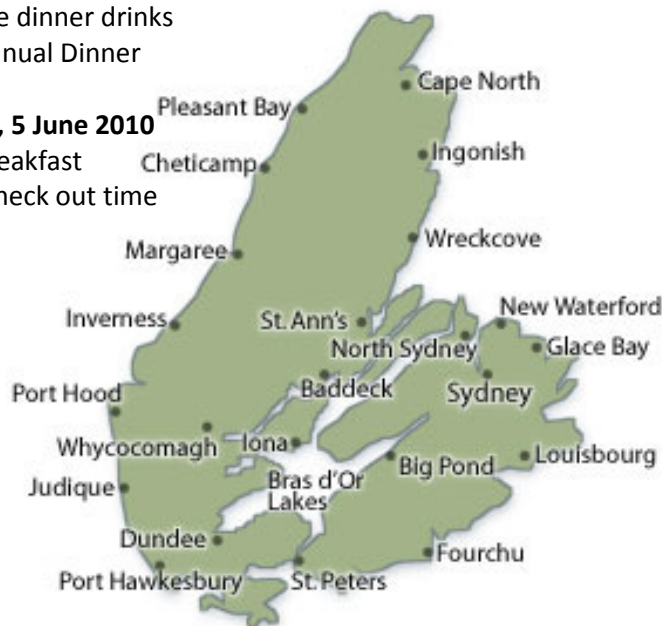 e dinner drinks
nual Dinner
, 5 June 2010
eakfast
heck out time
Cape North
Pleasant Bay
Ingonish
Cheticamp
Wreckcove
Margaree
New Waterford
Inverness
St. Ann's
North Sydney
Glace Bay
Baddeck
Sydney
Port Hood
Whycocomagh
Iona
Big Pond
Louisbourg
Judique
Bras d'Or
Lakes
Dundee
Fourchu
Port Hawkesbury
St. Peters